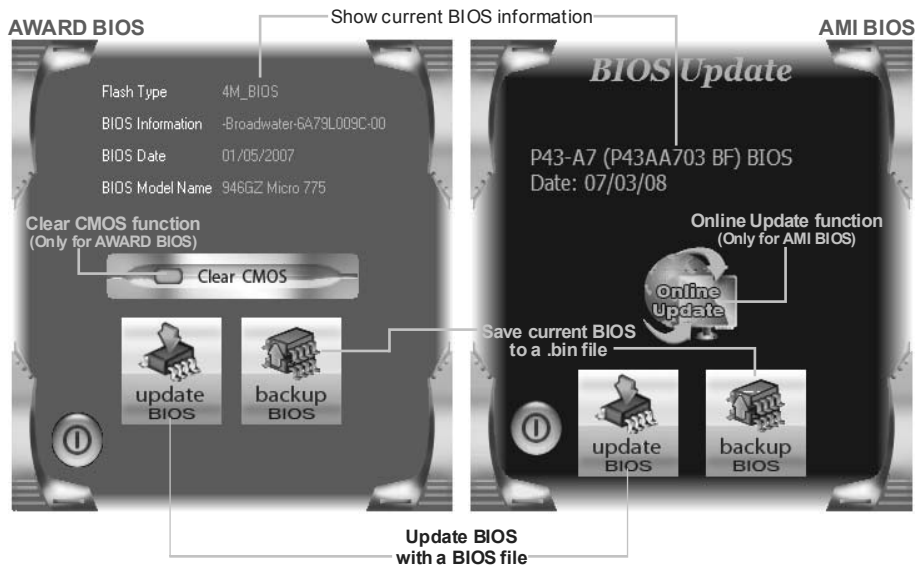 Show current BIOS information
AWARD BIOS
AMI BIOS
Flash Type 4M_BIOS
BIOS Information -Broadwater-6A79L009C-00
BIOS Date 01/05/2007
BIOS Model Name 946GZ Micro 775
Clear CMOS function
(Only for AWARD BIOS)
Clear CMOS
update
BIOS
backup
BIOS
BIOS Update
P43-A7 (P43AA703 BF) BIOS
Date: 07/03/08
Online Update function
(Only for AMI BIOS)
Online
Update
Save current BIOS
to a .bin file
update
BIOS
backup
BIOS
Update BIOS
with a BIOS file